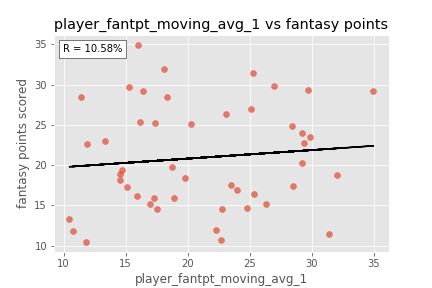 player_fantpt_moving_avg_1 vs fantasy points
R = 10.58%
fantasy points scored
35
30
25
20
15
10
10 15 20 25 30 35
player_fantpt_moving_avg_1